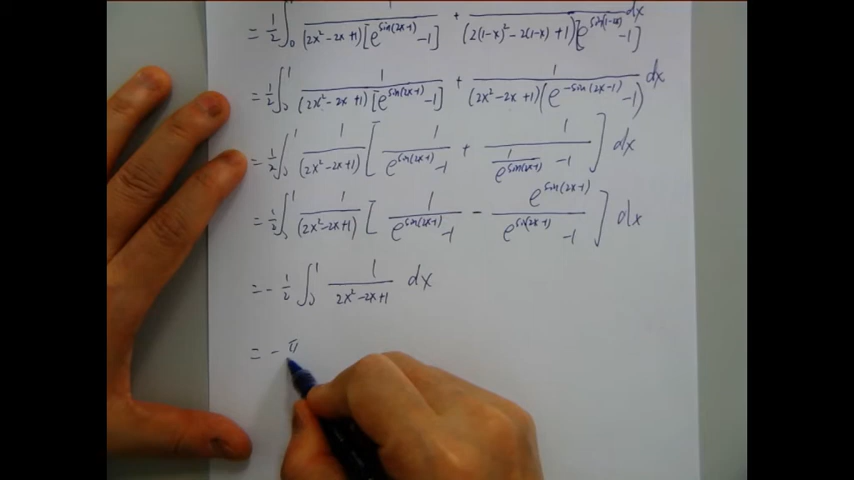 = 1/2 ∫₀¹ 1/((2x²-2x+1)[e^{sin(2x-1)}-1]) + 1/((2(1-x)²-2(1-x)+1)[e^{sin(1-2x)}-1]) dx
= 1/2 ∫₀¹ 1/((2x²-2x+1)[e^{sin(2x-1)}-1]) + 1/((2x²-2x+1)(e^{-sin(2x-1)}-1)) dx
= 1/2 ∫₀¹ 1/(2x²-2x+1) [ 1/(e^{sin(2x-1)}-1) + 1/(1/e^{sin(2x-1)} -1) ] dx
= 1/2 ∫₀¹ 1/(2x²-2x+1) [ 1/(e^{sin(2x-1)}-1) - e^{sin(2x-1)}/(e^{sin(2x-1)}-1) ] dx
= - 1/2 ∫₀¹ 1/(2x²-2x+1) dx
= - π